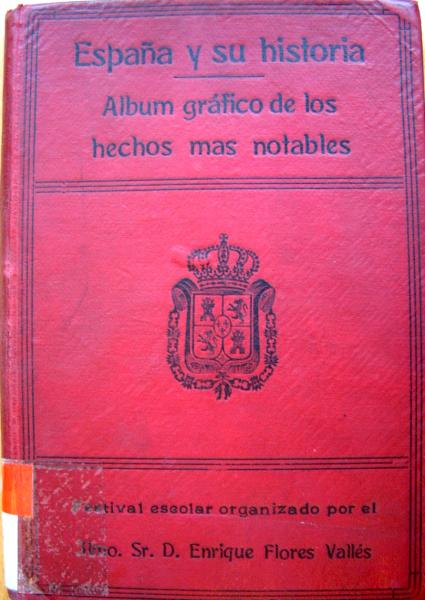 España y su historia
Album gráfico de los
hechos mas notables
Festival escolar organizado por el
Ilmo. Sr. D. Enrique Flores Vallés